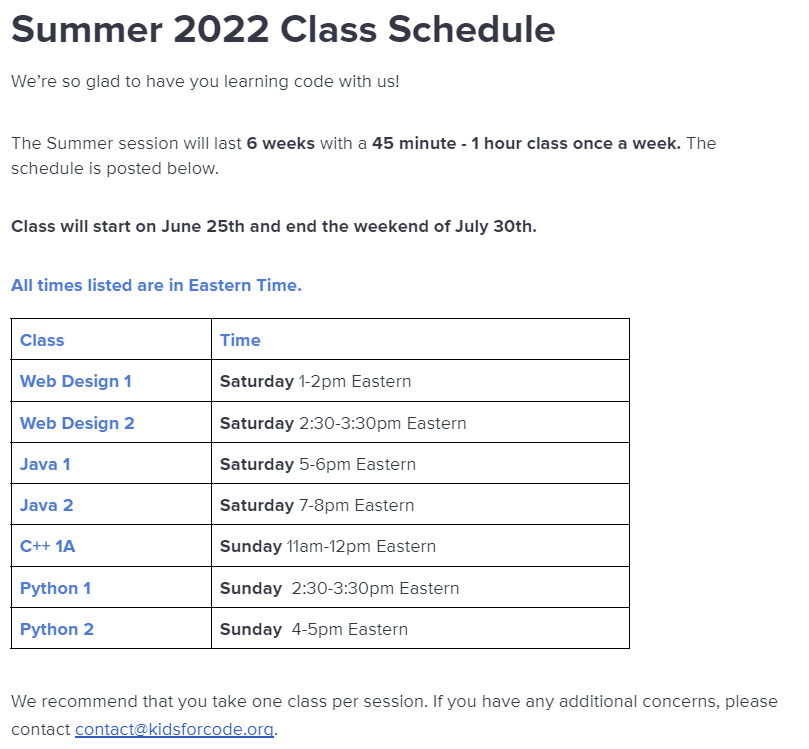 Summer 2022 Class Schedule
We're so glad to have you learning code with us!
The Summer session will last 6 weeks with a 45 minute - 1 hour class once a week. The
schedule is posted below.
Class will start on June 25th and end the weekend of July 30th.
All times listed are in Eastern Time.
Class Time
Web Design 1 Saturday 1-2pm Eastern
Web Design 2 Saturday 2:30-3:30pm Eastern
Java 1 Saturday 5-6pm Eastern
Java 2 Saturday 7-8pm Eastern
C++ 1A Sunday 11am-12pm Eastern
Python 1 Sunday 2:30-3:30pm Eastern
Python 2 Sunday 4-5pm Eastern
We recommend that you take one class per session. If you have any additional concerns, please
contact contact@kidsforcode.org.